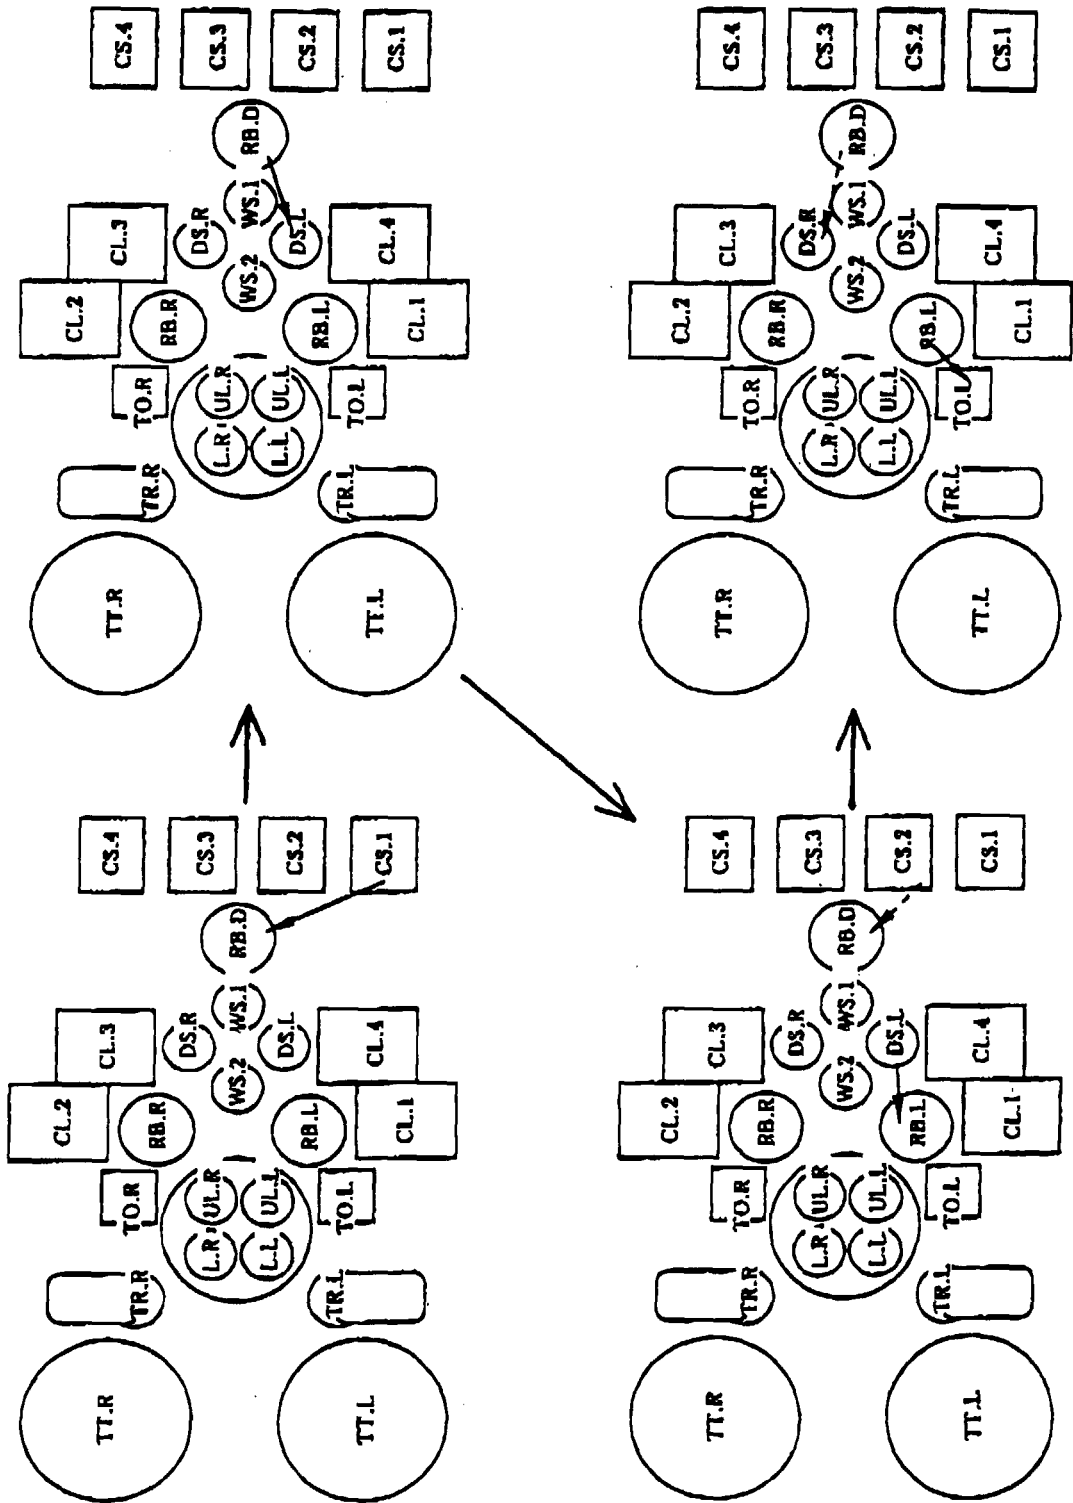 CL.2
TT.R
CL.3
CS.4
TR.R
TO.R
RB.R
DS.R
CS.3
L.R
UL.R
WS.2
WS.1
RB.D
L.L
UL.L
DS.L
CS.2
RB.L
TR.L
TO.L
TT.L
CL.4
CS.1
CL.1
CL.2
TT.R
CL.3
CS.4
TR.R
TO.R
RB.R
DS.R
CS.3
L.R
UL.R
WS.2
WS.1
RB.D
L.L
UL.L
DS.L
CS.2
RB.L
TR.L
TO.L
TT.L
CL.4
CS.1
CL.1
CL.2
TT.R
CL.3
CS.4
TR.R
TO.R
RB.R
DS.R
CS.3
L.R
UL.R
WS.2
WS.1
RB.D
L.L
UL.L
DS.L
CS.2
RB.L
TR.L
TO.L
TT.L
CL.4
CS.1
CL.1
CL.2
TT.R
CL.3
CS.4
TR.R
TO.R
RB.R
DS.R
CS.3
L.R
UL.R
WS.2
WS.1
RB.D
L.L
UL.L
DS.L
CS.2
RB.L
TR.L
TO.L
TT.L
CL.4
CS.1
CL.1